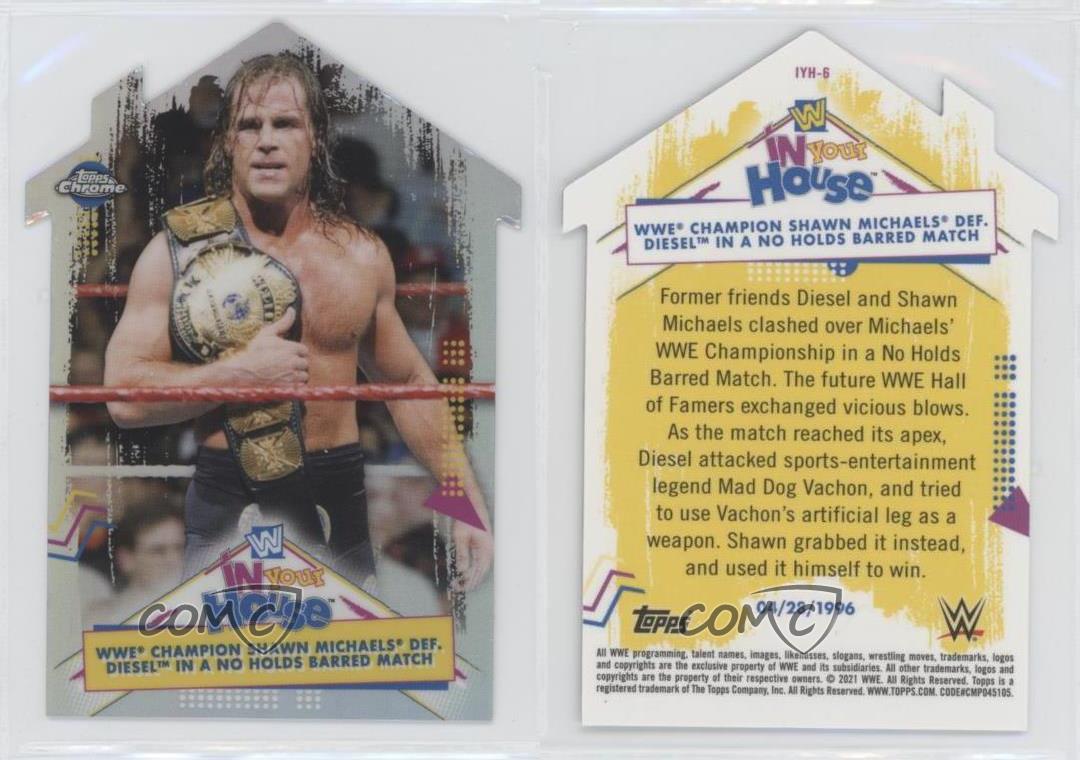 Topps
Chrome
W
IN Your
House™
WWE® CHAMPION SHAWN MICHAELS® DEF.
DIESEL™ IN A NO HOLDS BARRED MATCH
COMC
IYH-6
W
IN Your
House™
WWE® CHAMPION SHAWN MICHAELS® DEF.
DIESEL™ IN A NO HOLDS BARRED MATCH
Former friends Diesel and Shawn
Michaels clashed over Michaels'
WWE Championship in a No Holds
Barred Match. The future WWE Hall
of Famers exchanged vicious blows.
As the match reached its apex,
Diesel attacked sports-entertainment
legend Mad Dog Vachon, and tried
to use Vachon's artificial leg as a
weapon. Shawn grabbed it instead,
and used it himself to win.
Topps 04/28/1996 W
COMC
All WWE programming, talent names, images, likenesses, slogans, wrestling moves, trademarks, logos
and copyrights are the exclusive property of WWE and its subsidiaries. All other trademarks, logos and
copyrights are the property of their respective owners. © 2021 WWE. All Rights Reserved. Topps is a
registered trademark of The Topps Company, Inc. All Rights Reserved. WWW.TOPPS.COM. CODE#CMP045105.